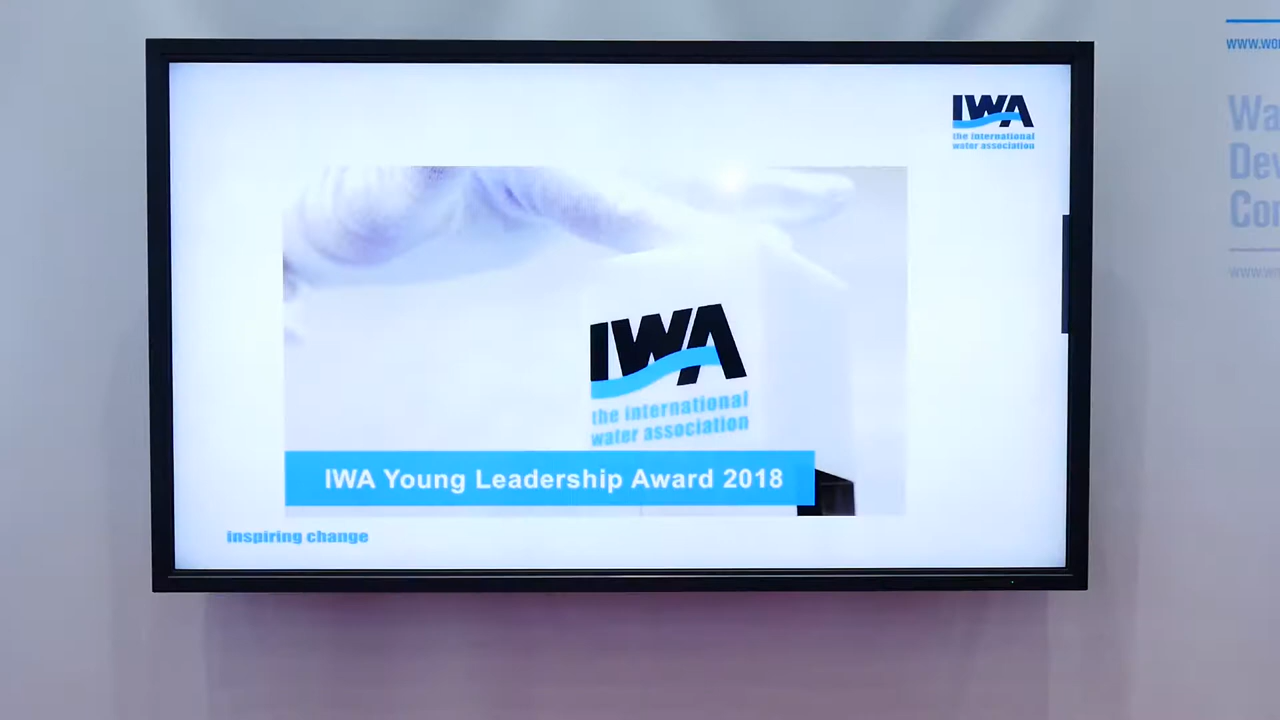 IWA
the international
water association
IWA
the international
water association
IWA Young Leadership Award 2018
inspiring change